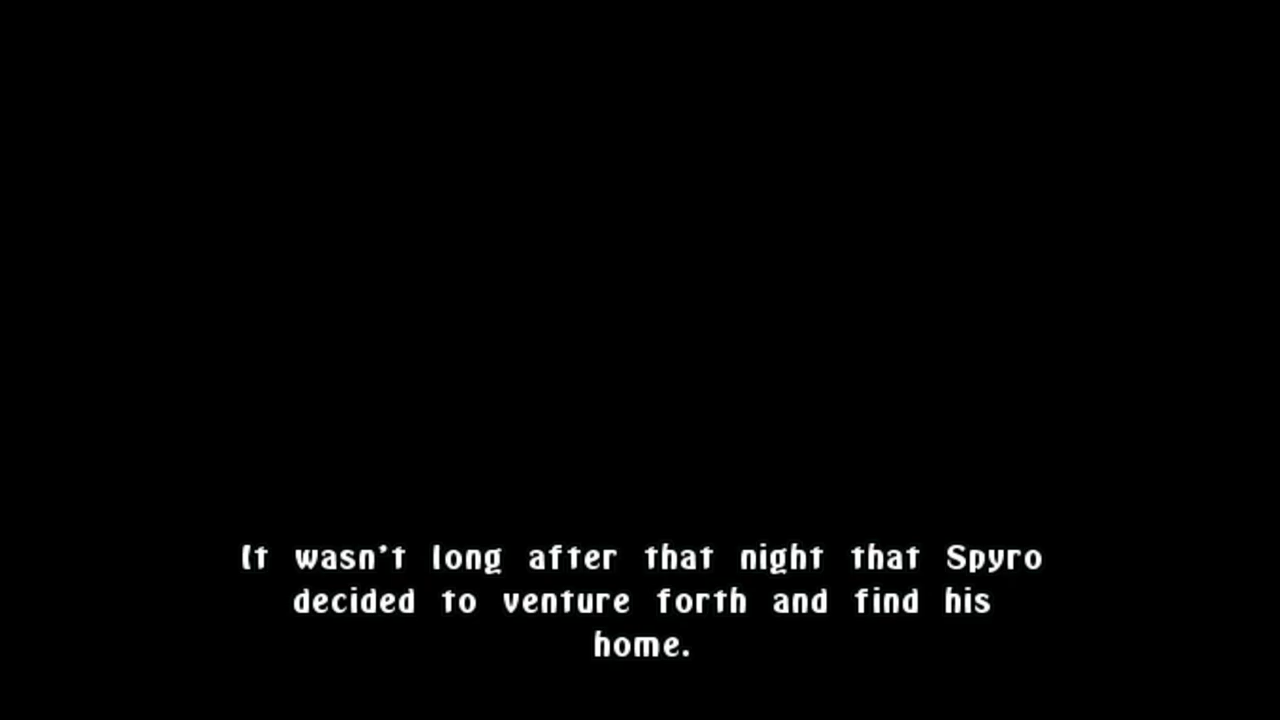 It wasn't long after that night that Spyro
decided to venture forth and find his
home.